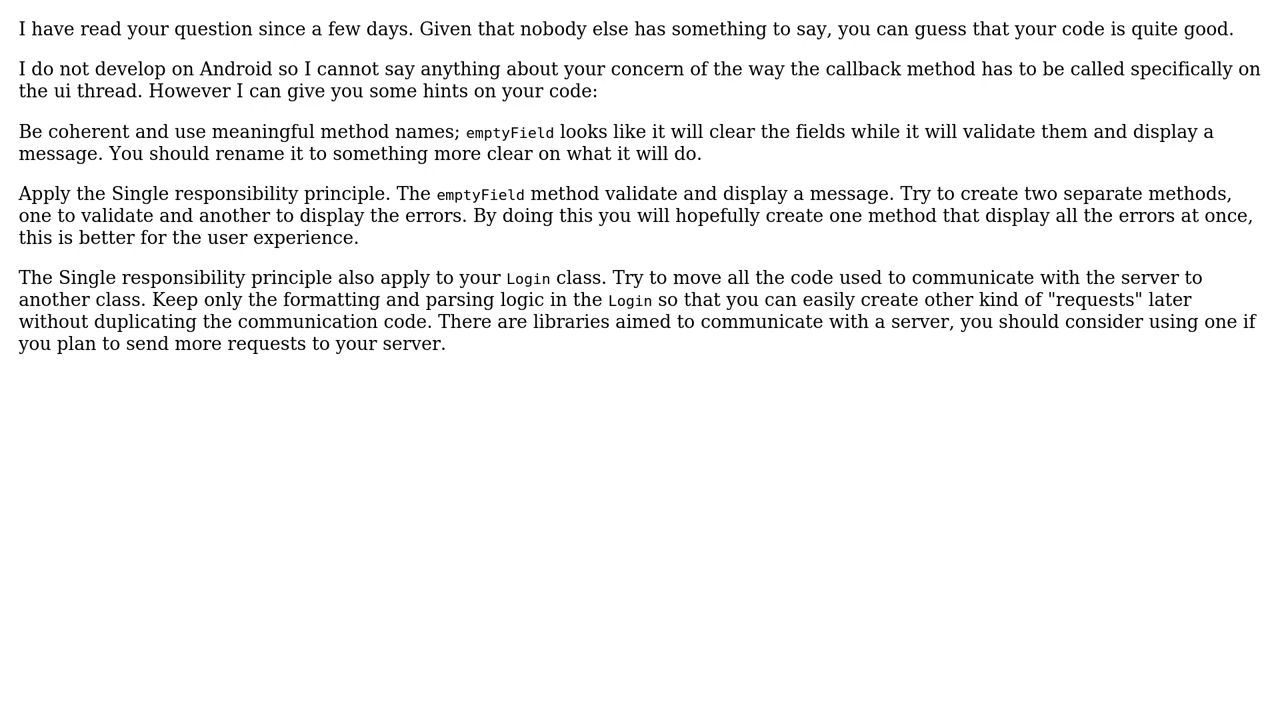 I have read your question since a few days. Given that nobody else has something to say, you can guess that your code is quite good.
I do not develop on Android so I cannot say anything about your concern of the way the callback method has to be called specifically on
the ui thread. However I can give you some hints on your code:
Be coherent and use meaningful method names; emptyField looks like it will clear the fields while it will validate them and display a
message. You should rename it to something more clear on what it will do.
Apply the Single responsibility principle. The emptyField method validate and display a message. Try to create two separate methods,
one to validate and another to display the errors. By doing this you will hopefully create one method that display all the errors at once,
this is better for the user experience.
The Single responsibility principle also apply to your Login class. Try to move all the code used to communicate with the server to
another class. Keep only the formatting and parsing logic in the Login so that you can easily create other kind of "requests" later
without duplicating the communication code. There are libraries aimed to communicate with a server, you should consider using one if
you plan to send more requests to your server.